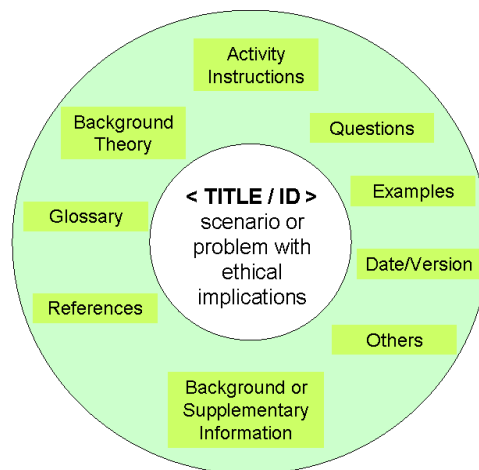 Activity
Instructions
Background
Theory
Questions
Examples
Glossary
< TITLE / ID >
scenario or
problem with
ethical
implications
Date/Version
References
Others
Background or
Supplementary
Information